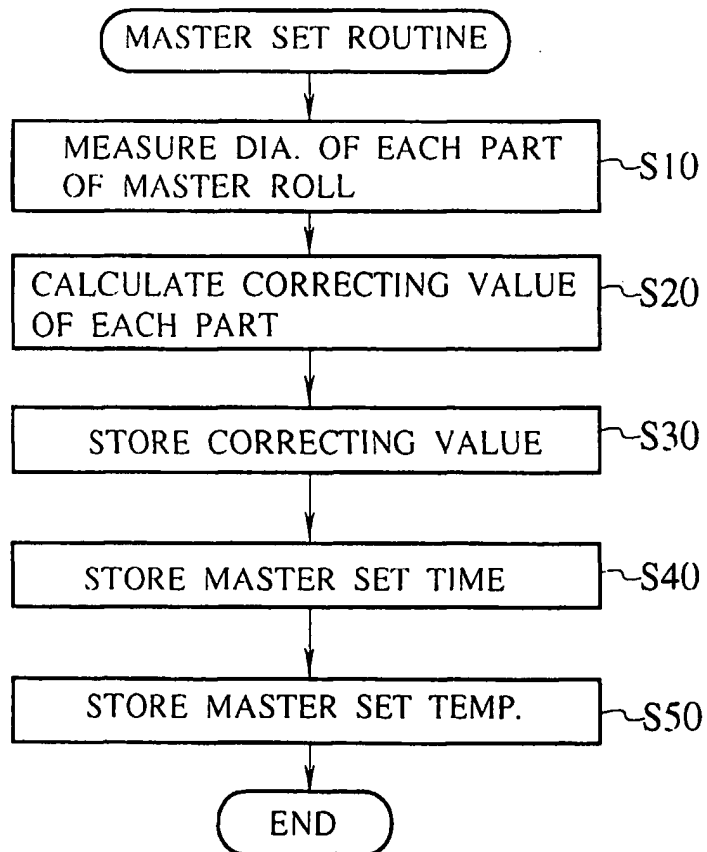 MASTER SET ROUTINE
MEASURE DIA. OF EACH PART
OF MASTER ROLL
S10
CALCULATE CORRECTING VALUE
OF EACH PART
S20
STORE CORRECTING VALUE
S30
STORE MASTER SET TIME
S40
STORE MASTER SET TEMP.
S50
END